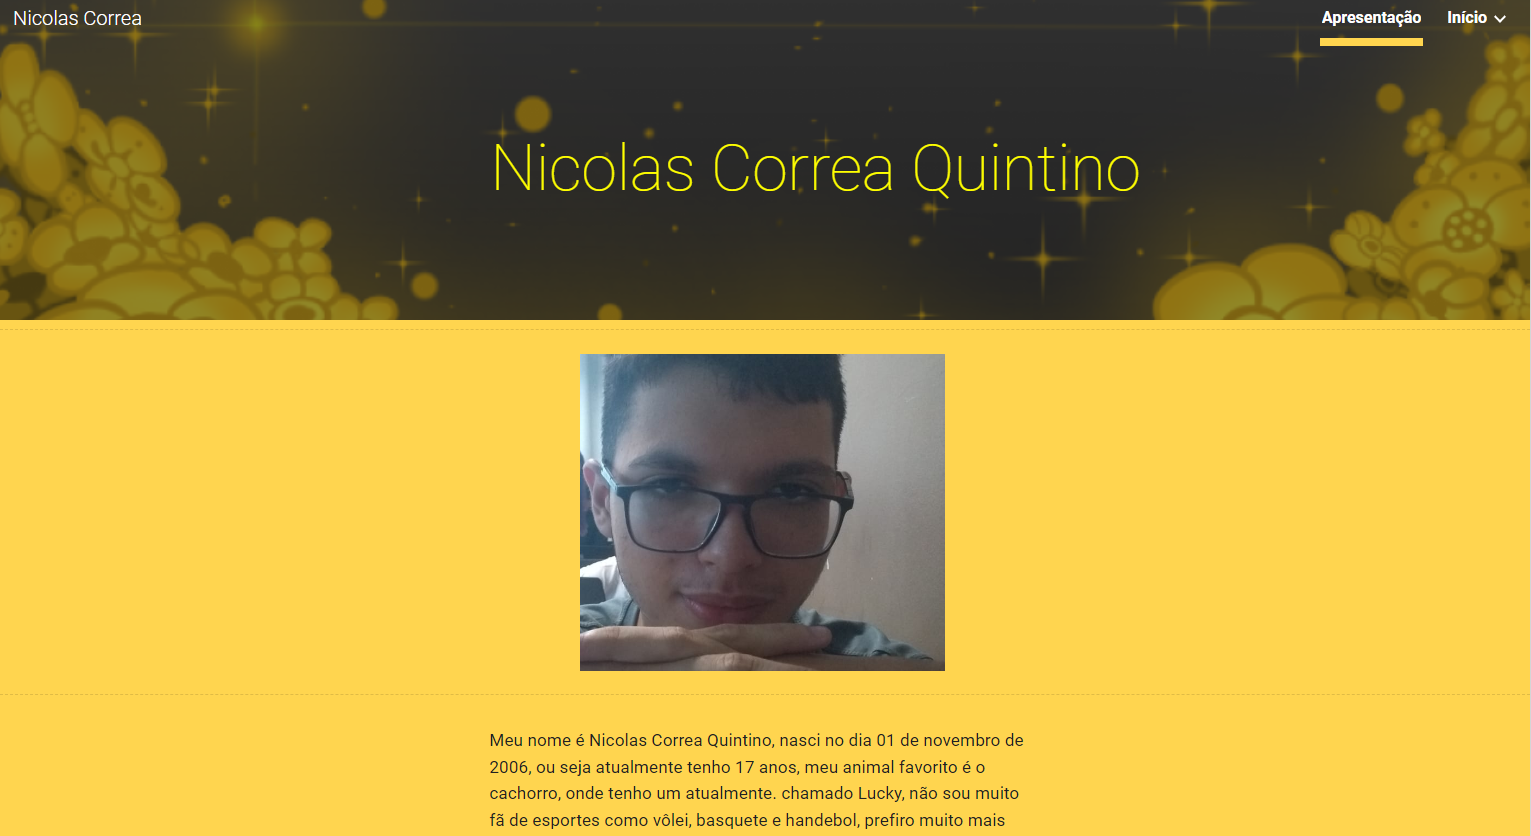 Nicolas Correa
Apresentação
Início
Nicolas Correa Quintino
Meu nome é Nicolas Correa Quintino, nasci no dia 01 de novembro de
2006, ou seja atualmente tenho 17 anos, meu animal favorito é o
cachorro, onde tenho um atualmente. chamado Lucky, não sou muito
fã de esportes como vôlei, basquete e handebol, prefiro muito mais